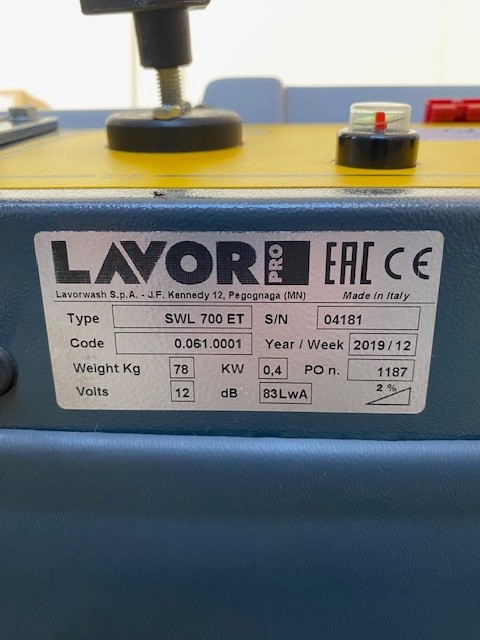 LAVOR PRO EAC CE
Lavorwash S.p.A. - J.F. Kennedy 12, Pegognaga (MN) Made in Italy
Type SWL 700 ET S/N 04181
Code 0.061.0001 Year / Week 2019/12
Weight Kg 78 KW 0,4 PO n. 1187
Volts 12 dB 83LwA 2 %